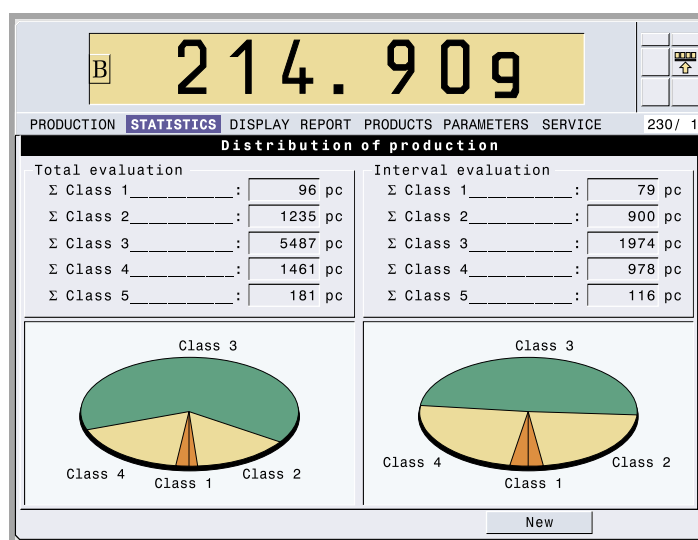 B 214.90g
PRODUCTION STATISTICS DISPLAY REPORT PRODUCTS PARAMETERS SERVICE 230/ 1
Distribution of production
Total evaluation
Σ Class 1__________: 96 pc
Σ Class 2__________: 1235 pc
Σ Class 3__________: 5487 pc
Σ Class 4__________: 1461 pc
Σ Class 5__________: 181 pc
Interval evaluation
Σ Class 1__________: 79 pc
Σ Class 2__________: 900 pc
Σ Class 3__________: 1974 pc
Σ Class 4__________: 978 pc
Σ Class 5__________: 116 pc
Class 3
Class 4
Class 1
Class 2
Class 3
Class 4
Class 1
Class 2
New